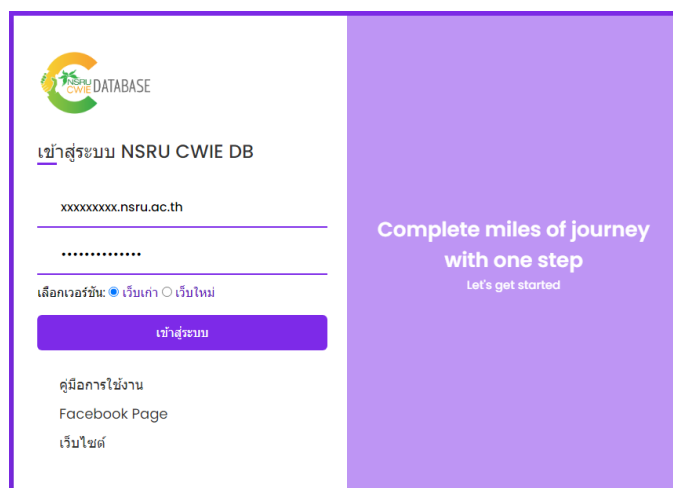 NSRU
CWIE DATABASE
เข้าสู่ระบบ NSRU CWIE DB
xxxxxxxxx.nsru.ac.th
••••••••••••••
เลือกเวอร์ชัน: เว็บเก่า เว็บใหม่
เข้าสู่ระบบ
คู่มือการใช้งาน
Facebook Page
เว็บไซต์
Complete miles of journey
with one step
Let's get started